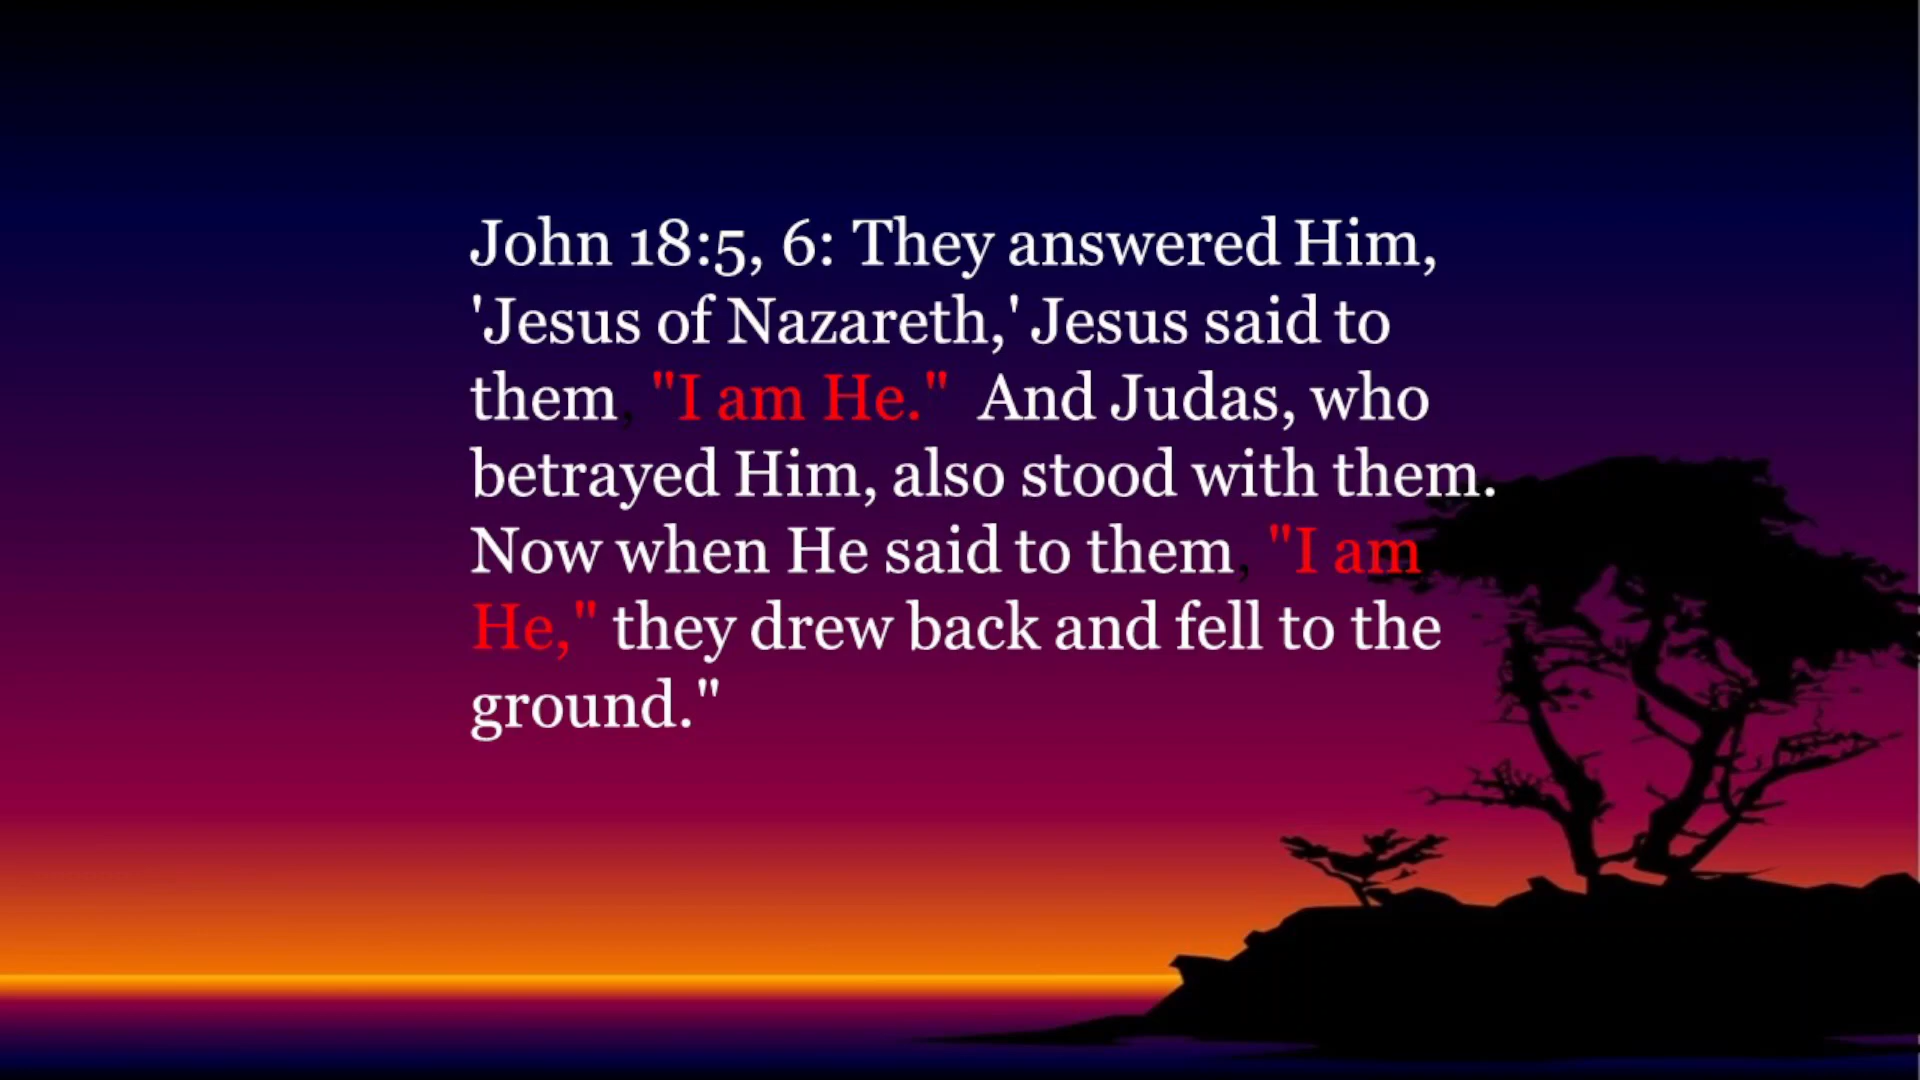 John 18:5, 6: They answered Him,
'Jesus of Nazareth,' Jesus said to
them, "I am He." And Judas, who
betrayed Him, also stood with them.
Now when He said to them, "I am
He," they drew back and fell to the
ground."